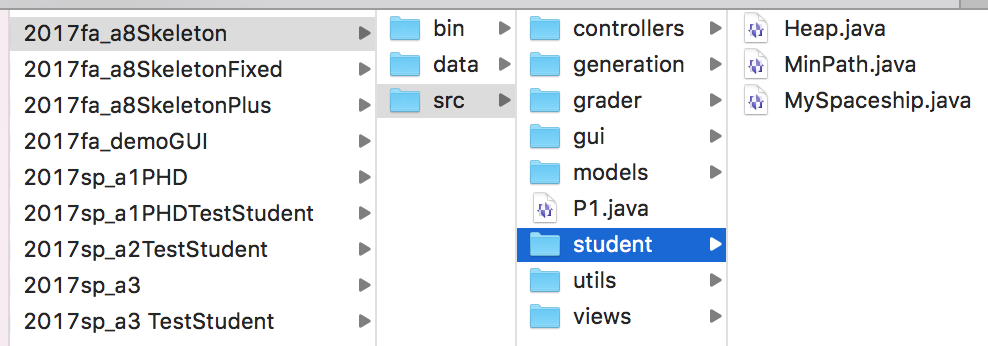 2017fa_a8Skeleton
2017fa_a8SkeletonFixed
2017fa_a8SkeletonPlus
2017fa_demoGUI
2017sp_a1PHD
2017sp_a1PHDTestStudent
2017sp_a2TestStudent
2017sp_a3
2017sp_a3 TestStudent
bin
data
src
controllers
generation
grader
gui
models
P1.java
student
utils
views
Heap.java
MinPath.java
MySpaceship.java